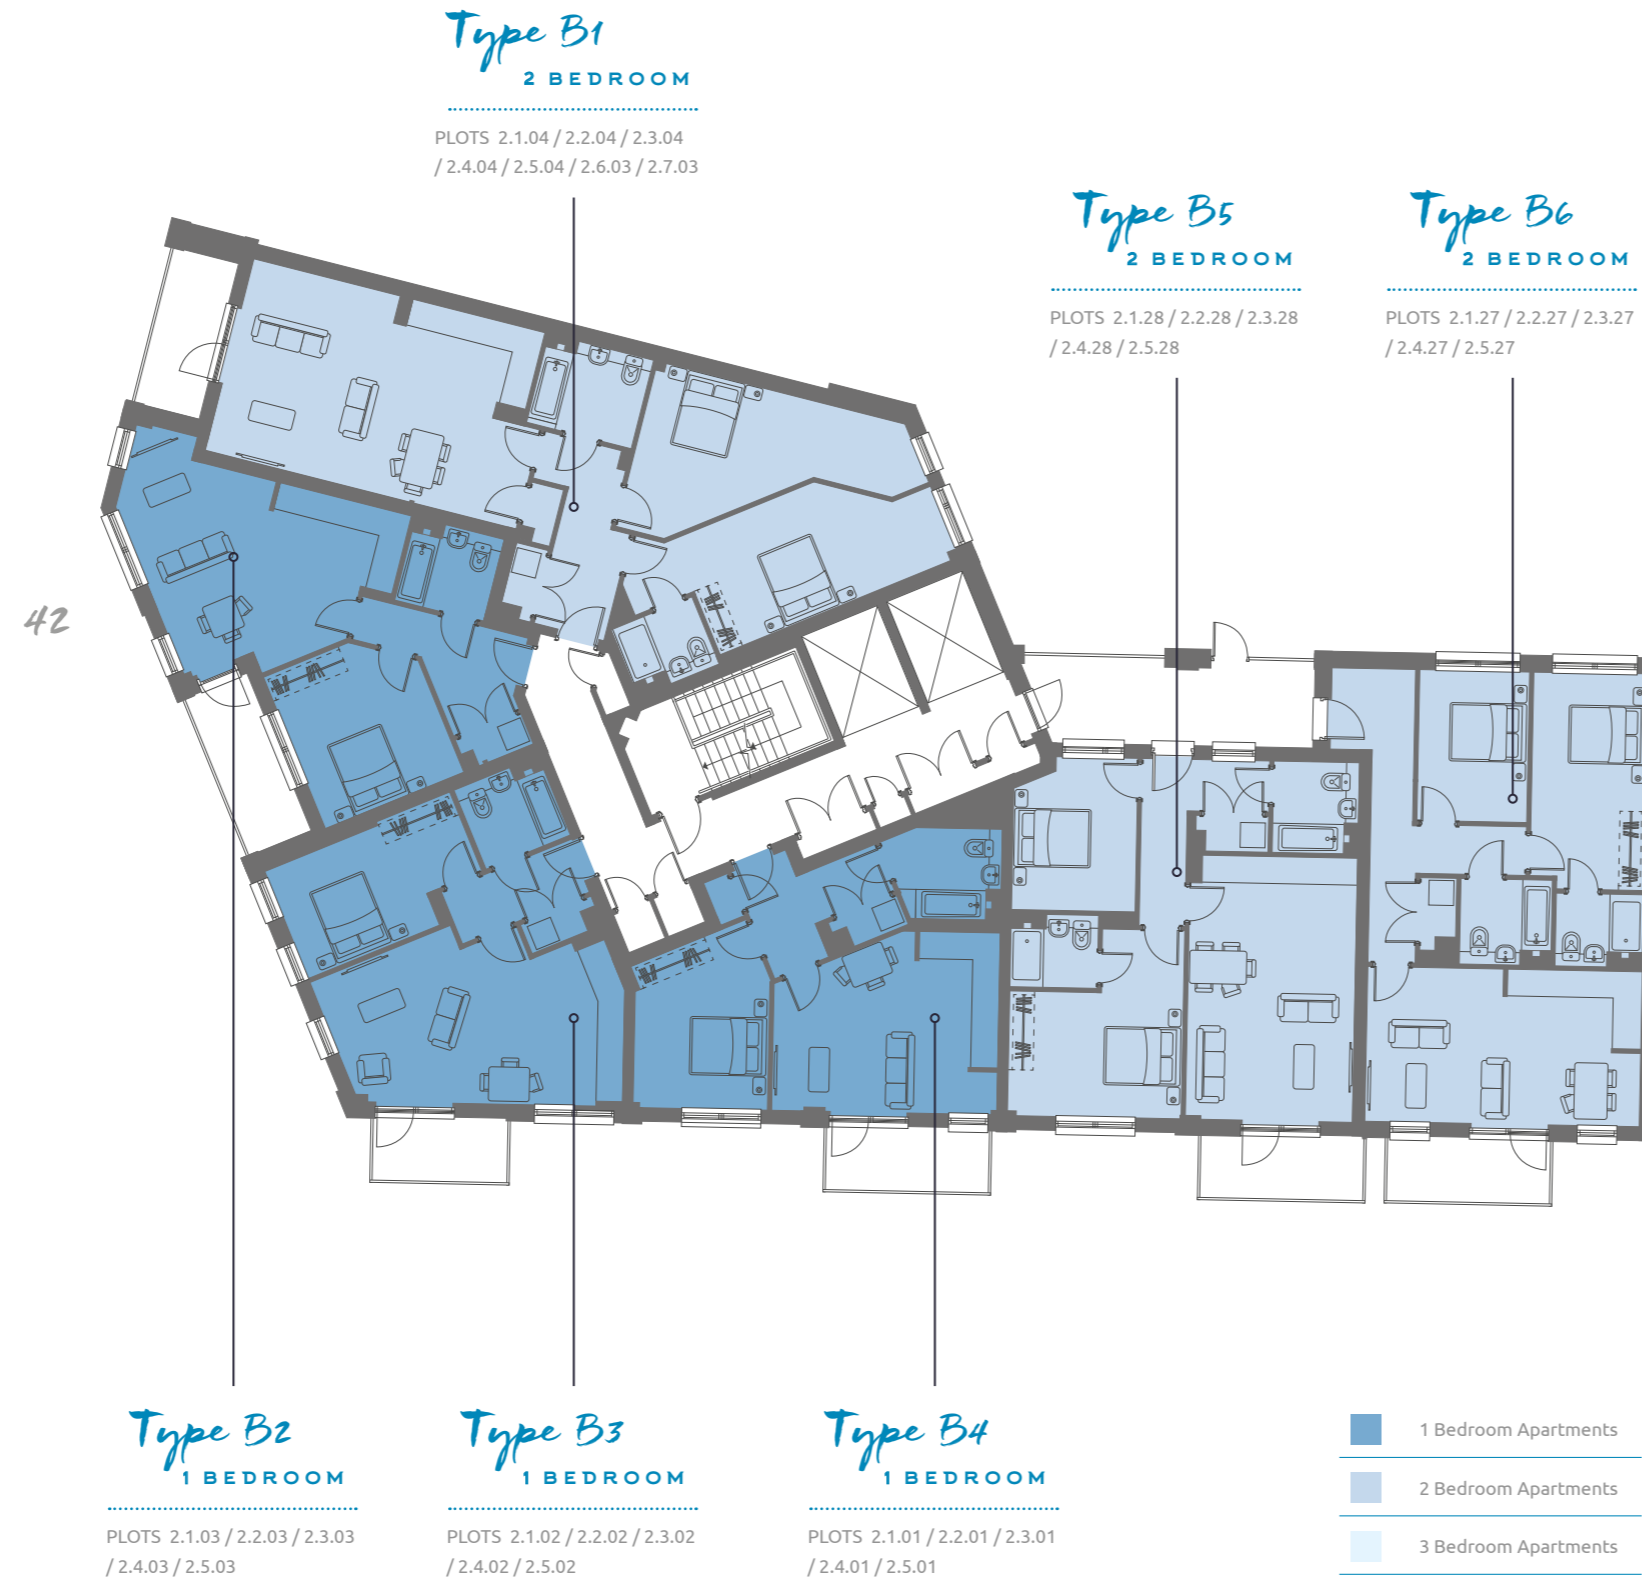 Type B1
2 BEDROOM
PLOTS 2.1.04 / 2.2.04 / 2.3.04
/ 2.4.04 / 2.5.04 / 2.6.03 / 2.7.03
Type B5
2 BEDROOM
PLOTS 2.1.28 / 2.2.28 / 2.3.28
/ 2.4.28 / 2.5.28
Type B6
2 BEDROOM
PLOTS 2.1.27 / 2.2.27 / 2.3.27
/ 2.4.27 / 2.5.27
42
Type B2
1 BEDROOM
PLOTS 2.1.03 / 2.2.03 / 2.3.03
/ 2.4.03 / 2.5.03
Type B3
1 BEDROOM
PLOTS 2.1.02 / 2.2.02 / 2.3.02
/ 2.4.02 / 2.5.02
Type B4
1 BEDROOM
PLOTS 2.1.01 / 2.2.01 / 2.3.01
/ 2.4.01 / 2.5.01
1 Bedroom Apartments
2 Bedroom Apartments
3 Bedroom Apartments